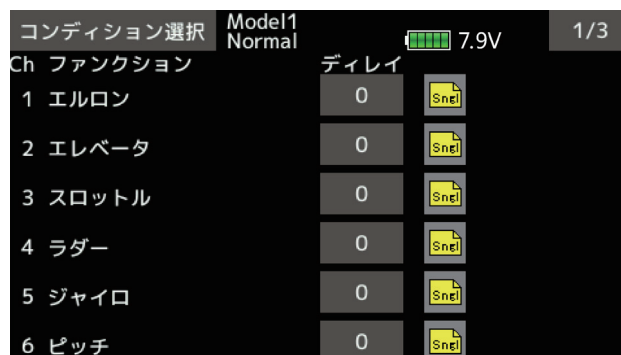 コンディション選択 Model1 Normal 7.9V 1/3
Ch ファンクション ディレイ
1 エルロン 0 Sngl
2 エレベータ 0 Sngl
3 スロットル 0 Sngl
4 ラダー 0 Sngl
5 ジャイロ 0 Sngl
6 ピッチ 0 Sngl